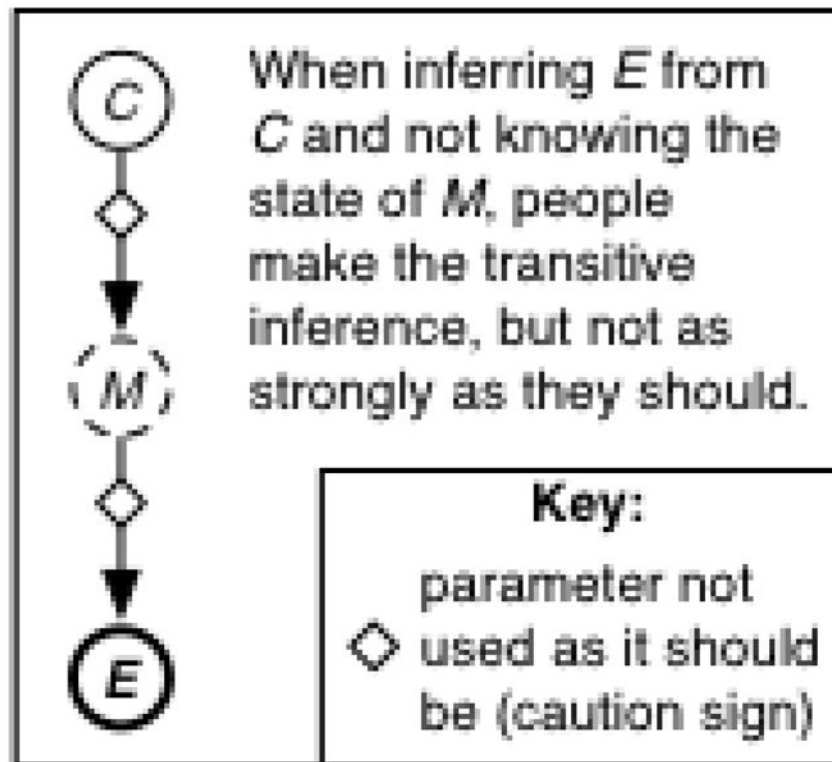 C
When inferring E from
C and not knowing the
state of M, people
make the transitive
inference, but not as
strongly as they should.
M
E
Key:
parameter not
used as it should
be (caution sign)